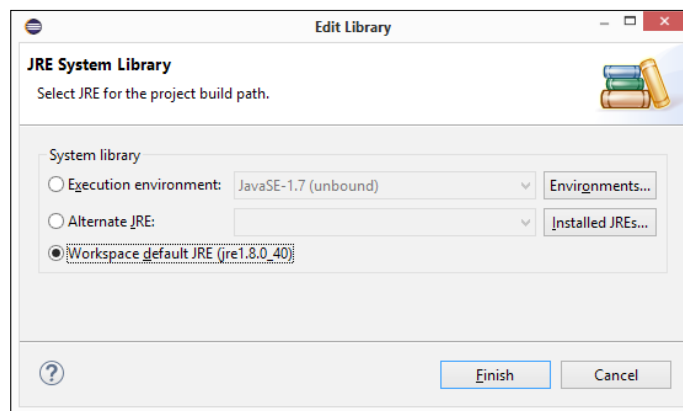 Edit Library
JRE System Library
Select JRE for the project build path.
System library
Execution environment: JavaSE-1.7 (unbound) Environments...
Alternate JRE: Installed JREs...
Workspace default JRE (jre1.8.0_40)
? Finish Cancel